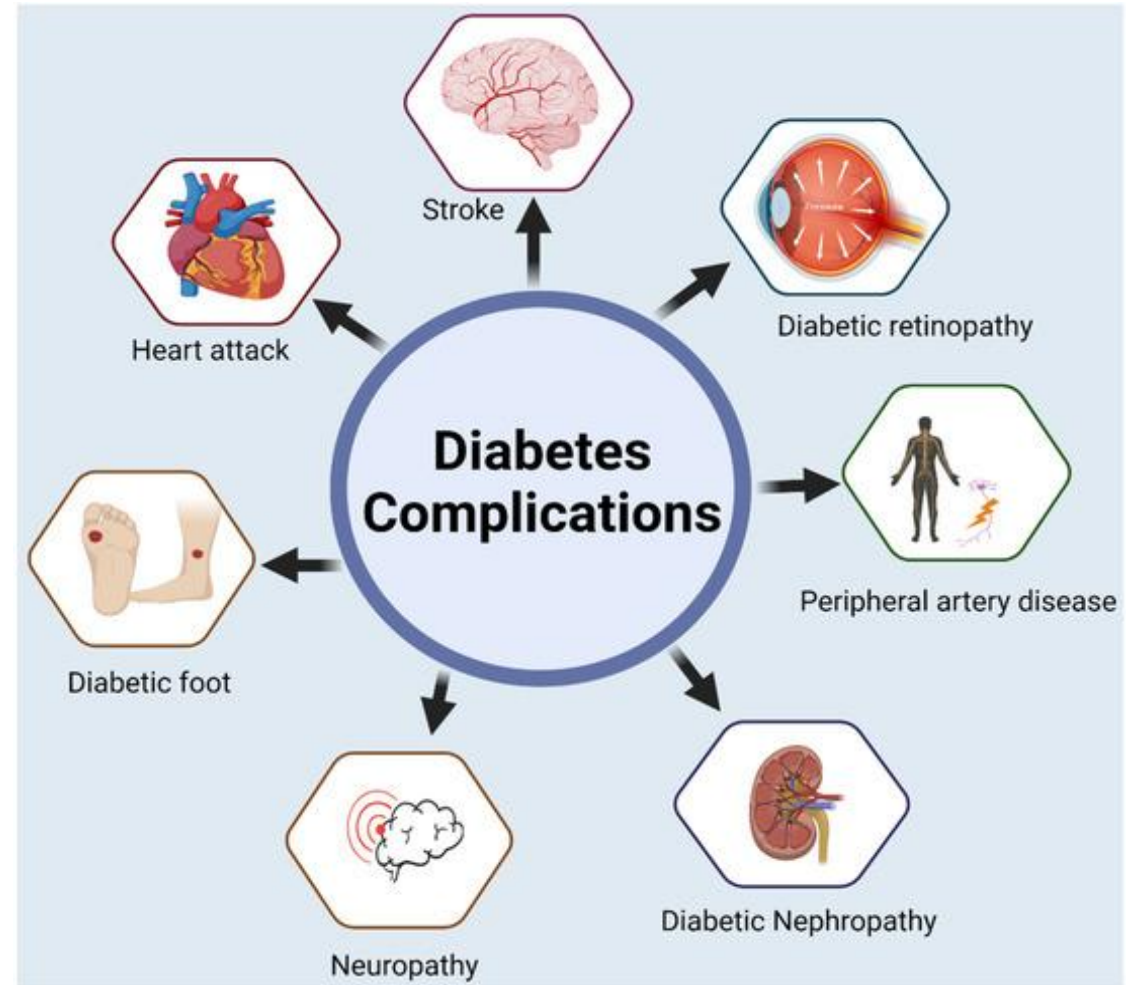 Stroke
Diabetic retinopathy
Heart attack
Diabetes
Complications
Peripheral artery disease
Diabetic foot
Diabetic Nephropathy
Neuropathy